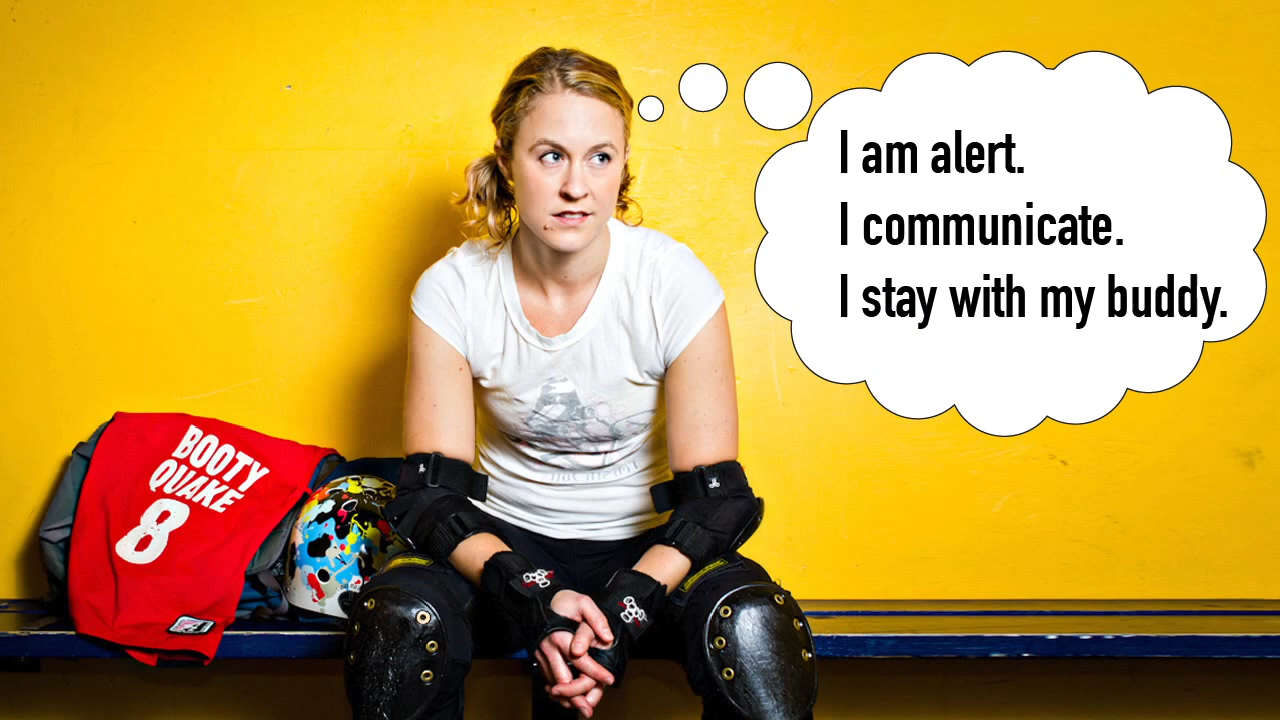 I am alert.
I communicate.
I stay with my buddy.
BOOTY
QUAKE
8